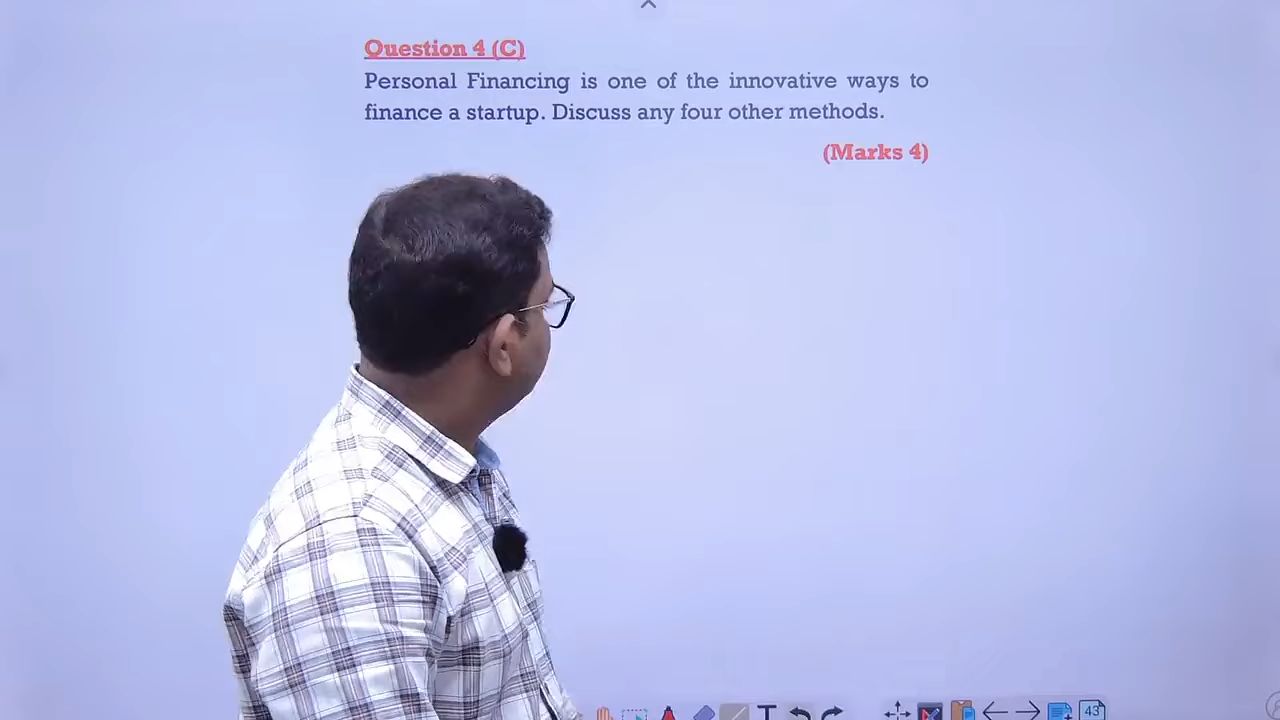 Question 4 (C)
Personal Financing is one of the innovative ways to
finance a startup. Discuss any four other methods.
(Marks 4)
T
43